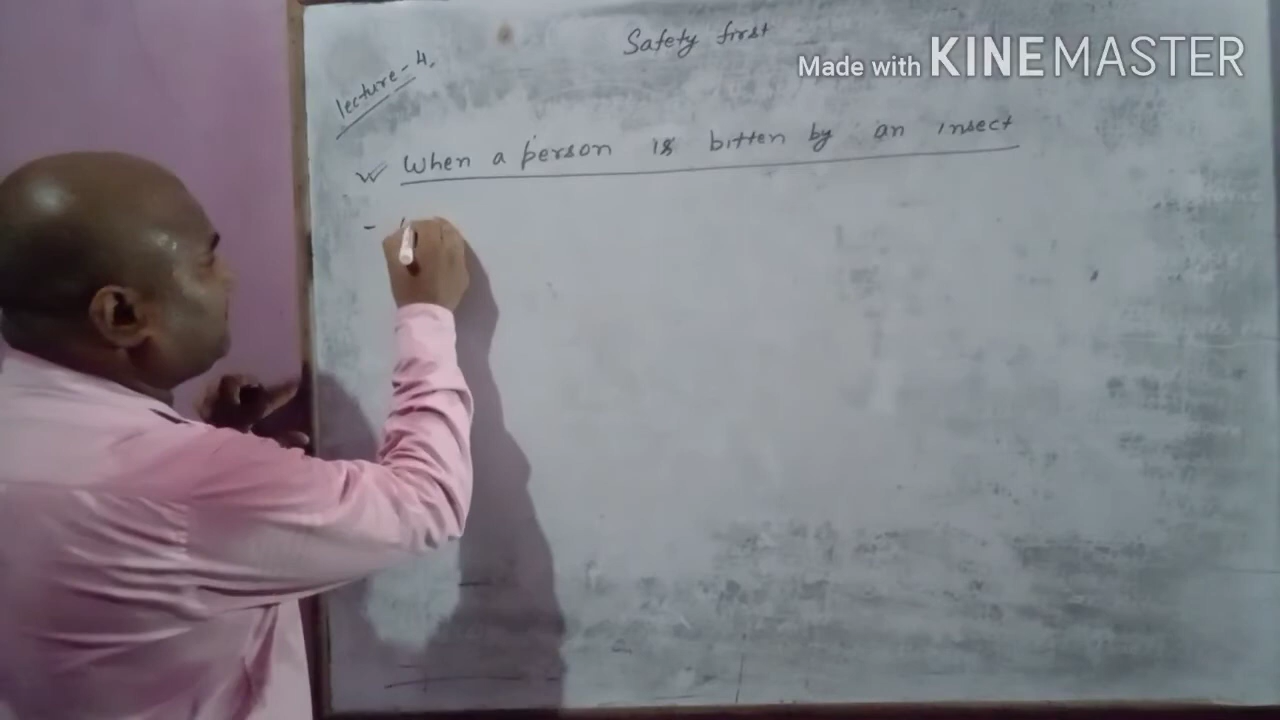 Safety first
Made with KINEMASTER
lecture - 4.
When a person is bitten by an insect
-